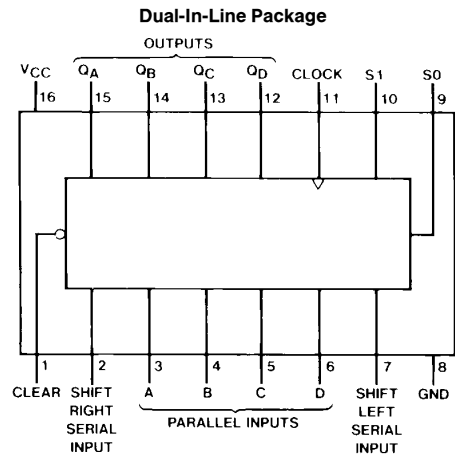 Dual-In-Line Package
OUTPUTS
VCC QA QB QC QD CLOCK S1 S0
16 15 14 13 12 11 10 9
1 2 3 4 5 6 7 8
CLEAR SHIFT RIGHT SERIAL INPUT A B C D SHIFT LEFT SERIAL INPUT GND
PARALLEL INPUTS